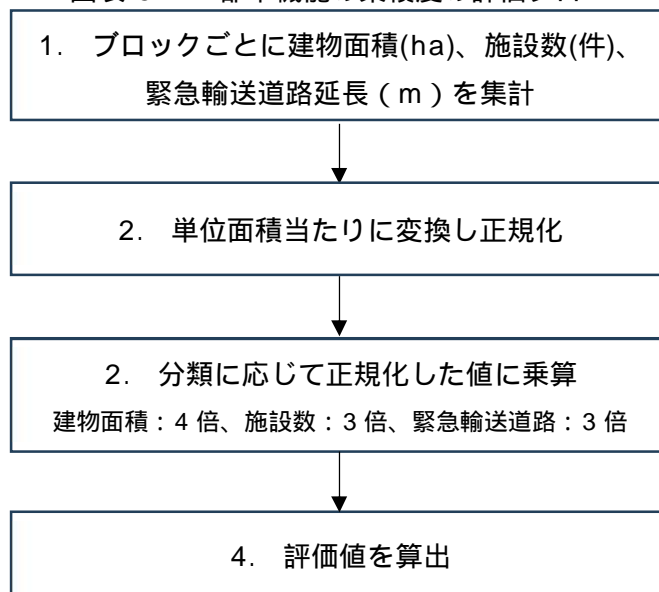 1. ブロックごとに建物面積(ha)、施設数(件)、
緊急輸送道路延長（m）を集計
2. 単位面積当たりに変換し正規化
2. 分類に応じて正規化した値に乗算
建物面積：4 倍、施設数：3 倍、緊急輸送道路：3 倍
4. 評価値を算出